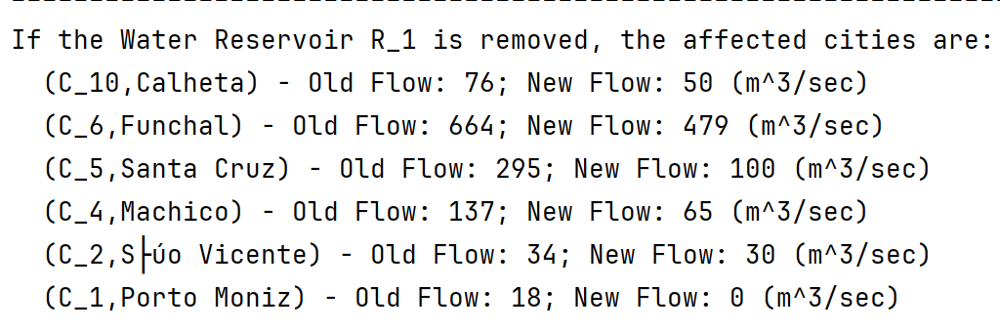 If the Water Reservoir R_1 is removed, the affected cities are:
(C_10,Calheta) - Old Flow: 76; New Flow: 50 (m^3/sec)
(C_6,Funchal) - Old Flow: 664; New Flow: 479 (m^3/sec)
(C_5,Santa Cruz) - Old Flow: 295; New Flow: 100 (m^3/sec)
(C_4,Machico) - Old Flow: 137; New Flow: 65 (m^3/sec)
(C_2,S├úo Vicente) - Old Flow: 34; New Flow: 30 (m^3/sec)
(C_1,Porto Moniz) - Old Flow: 18; New Flow: 0 (m^3/sec)